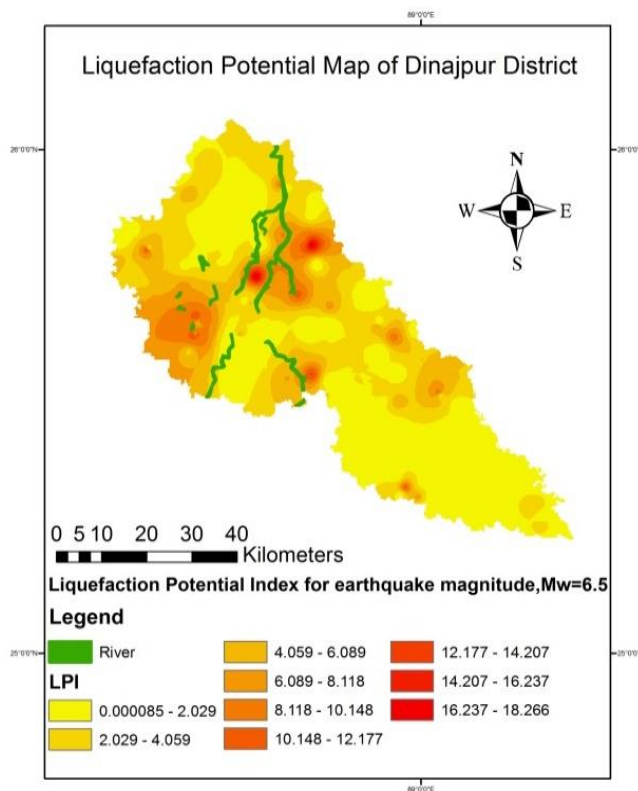 89°0'0"E
Liquefaction Potential Map of Dinajpur District
26°0'0"N
26°0'0"N
N
W
E
S
0 5 10 20 30 40
Kilometers
Liquefaction Potential Index for earthquake magnitude,Mw=6.5
Legend
River
LPI
0.000085 - 2.029
2.029 - 4.059
4.059 - 6.089
6.089 - 8.118
8.118 - 10.148
10.148 - 12.177
12.177 - 14.207
14.207 - 16.237
16.237 - 18.266
25°0'0"N
25°0'0"N
89°0'0"E